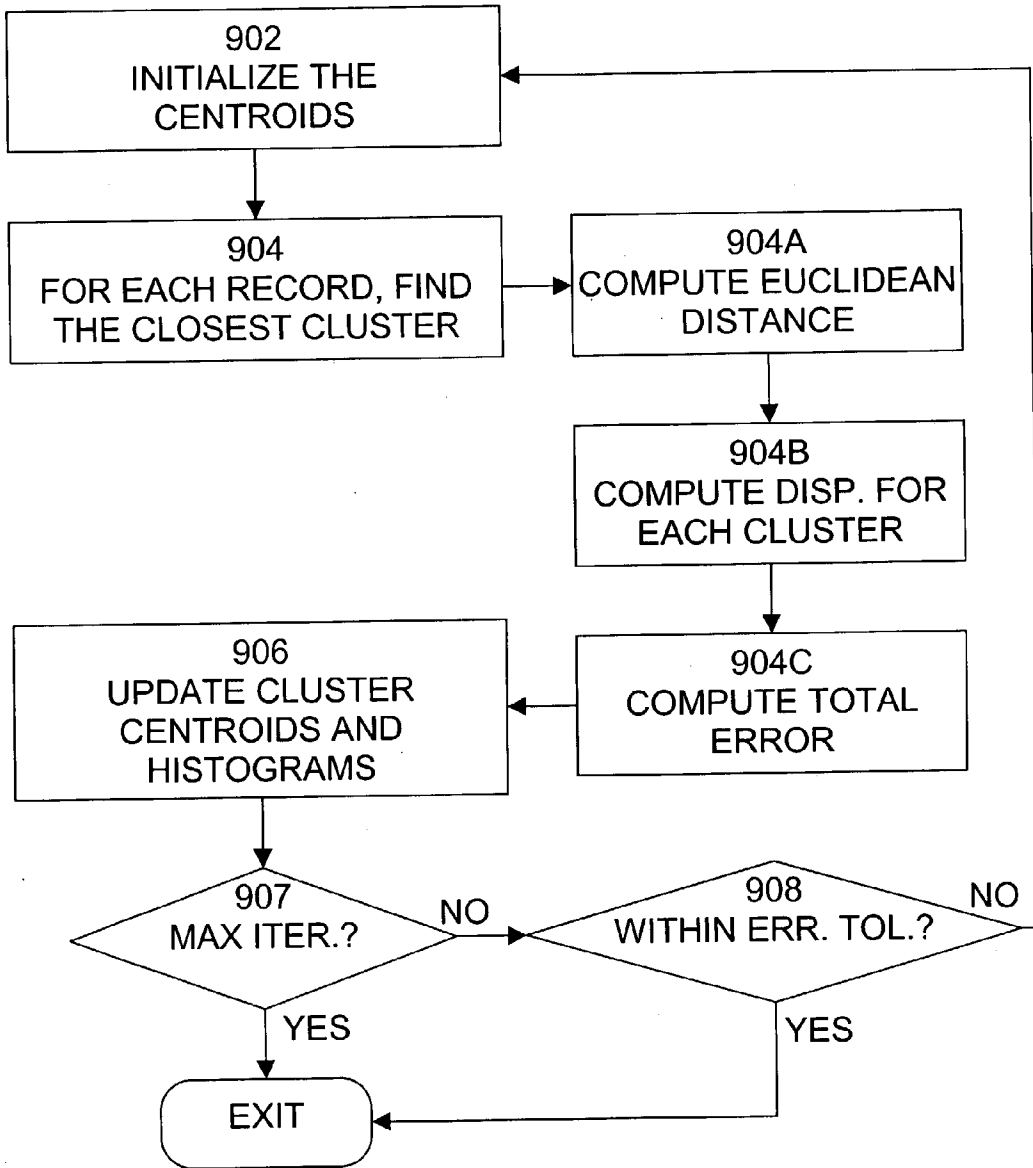 902
INITIALIZE THE
CENTROIDS
904
FOR EACH RECORD, FIND
THE CLOSEST CLUSTER
904A
COMPUTE EUCLIDEAN
DISTANCE
904B
COMPUTE DISP. FOR
EACH CLUSTER
904C
COMPUTE TOTAL
ERROR
906
UPDATE CLUSTER
CENTROIDS AND
HISTOGRAMS
907
MAX ITER.?
NO
YES
908
WITHIN ERR. TOL.?
NO
YES
EXIT